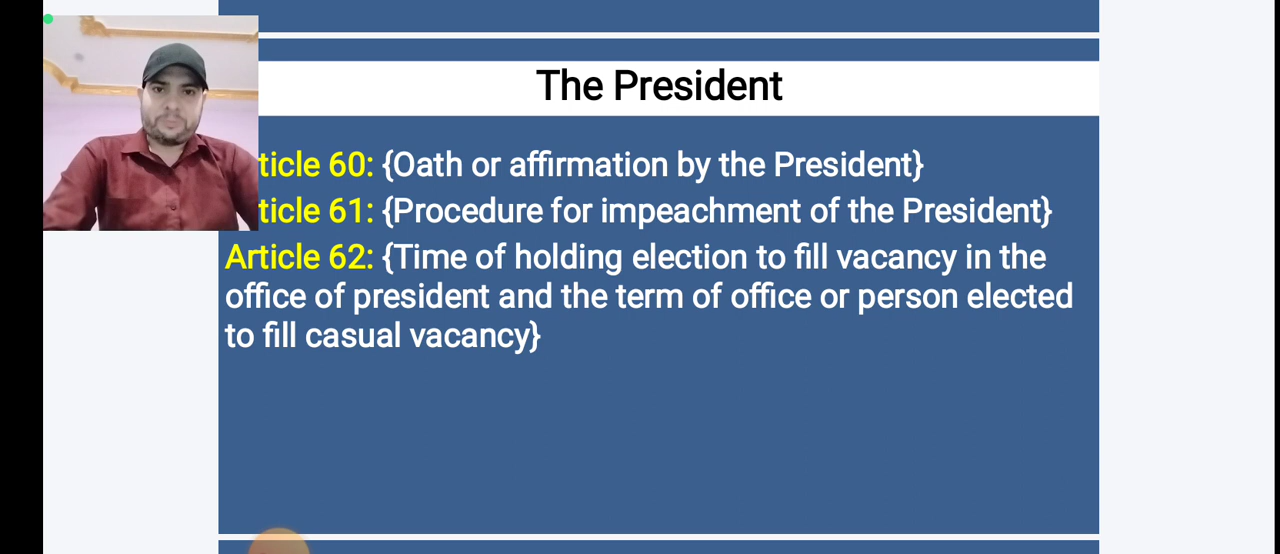 The President
ticle 60: {Oath or affirmation by the President}
ticle 61: {Procedure for impeachment of the President}
Article 62: {Time of holding election to fill vacancy in the
office of president and the term of office or person elected
to fill casual vacancy}